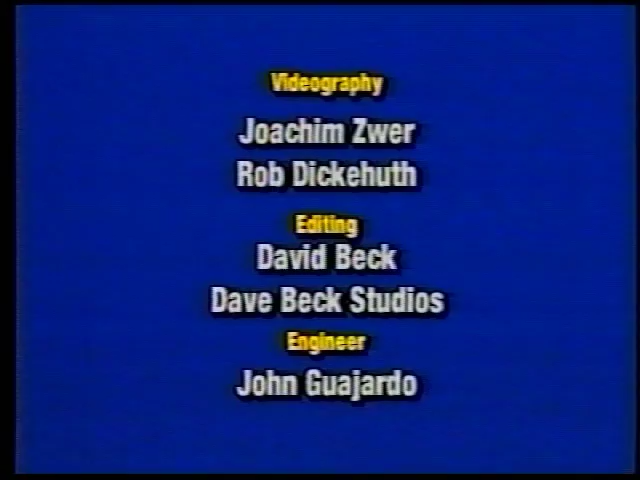 Videography
Joachim Zwer
Rob Dickehuth
Editing
David Beck
Dave Beck Studios
Engineer
John Guajardo